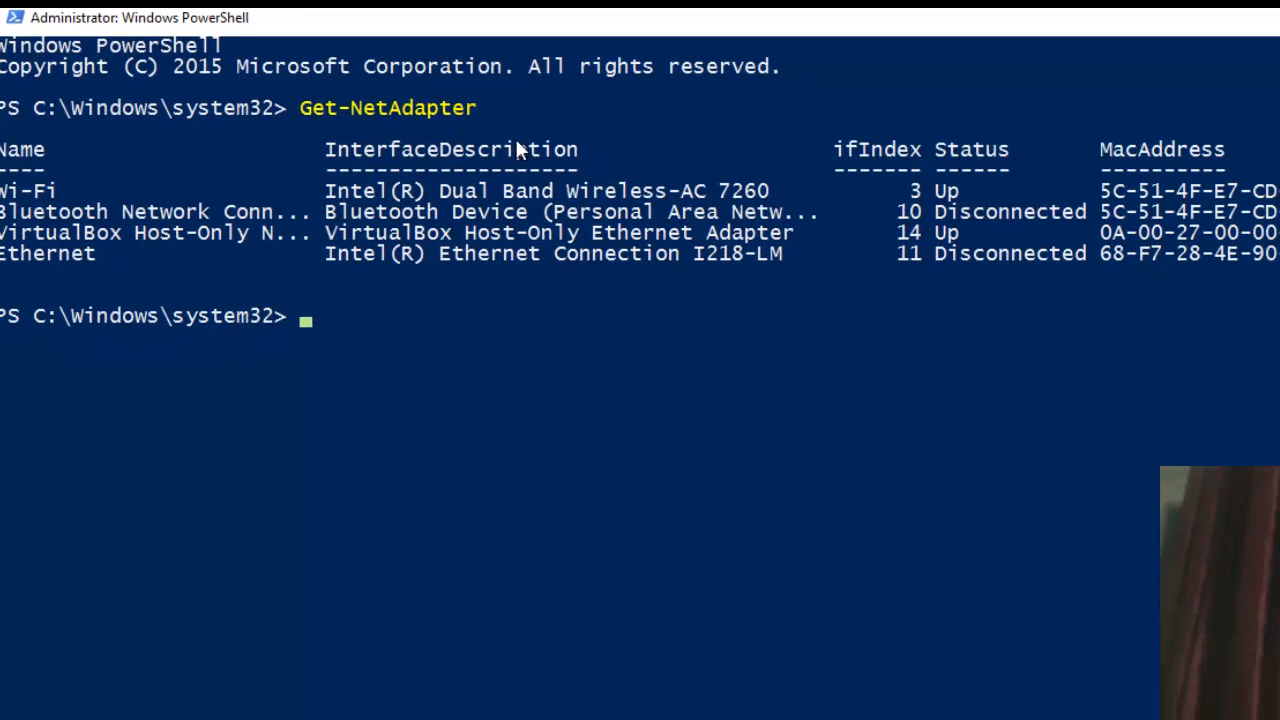 Administrator: Windows PowerShell
Windows PowerShell
Copyright (C) 2015 Microsoft Corporation. All rights reserved.
PS C:\Windows\system32> Get-NetAdapter
Name InterfaceDescription ifIndex Status MacAddress
---- -------------------- ------- ------ ----------
Wi-Fi Intel(R) Dual Band Wireless-AC 7260 3 Up 5C-51-4F-E7-CD
Bluetooth Network Conn... Bluetooth Device (Personal Area Netw... 10 Disconnected 5C-51-4F-E7-CD
VirtualBox Host-Only N... VirtualBox Host-Only Ethernet Adapter 14 Up 0A-00-27-00-00
Ethernet Intel(R) Ethernet Connection I218-LM 11 Disconnected 68-F7-28-4E-90
PS C:\Windows\system32>